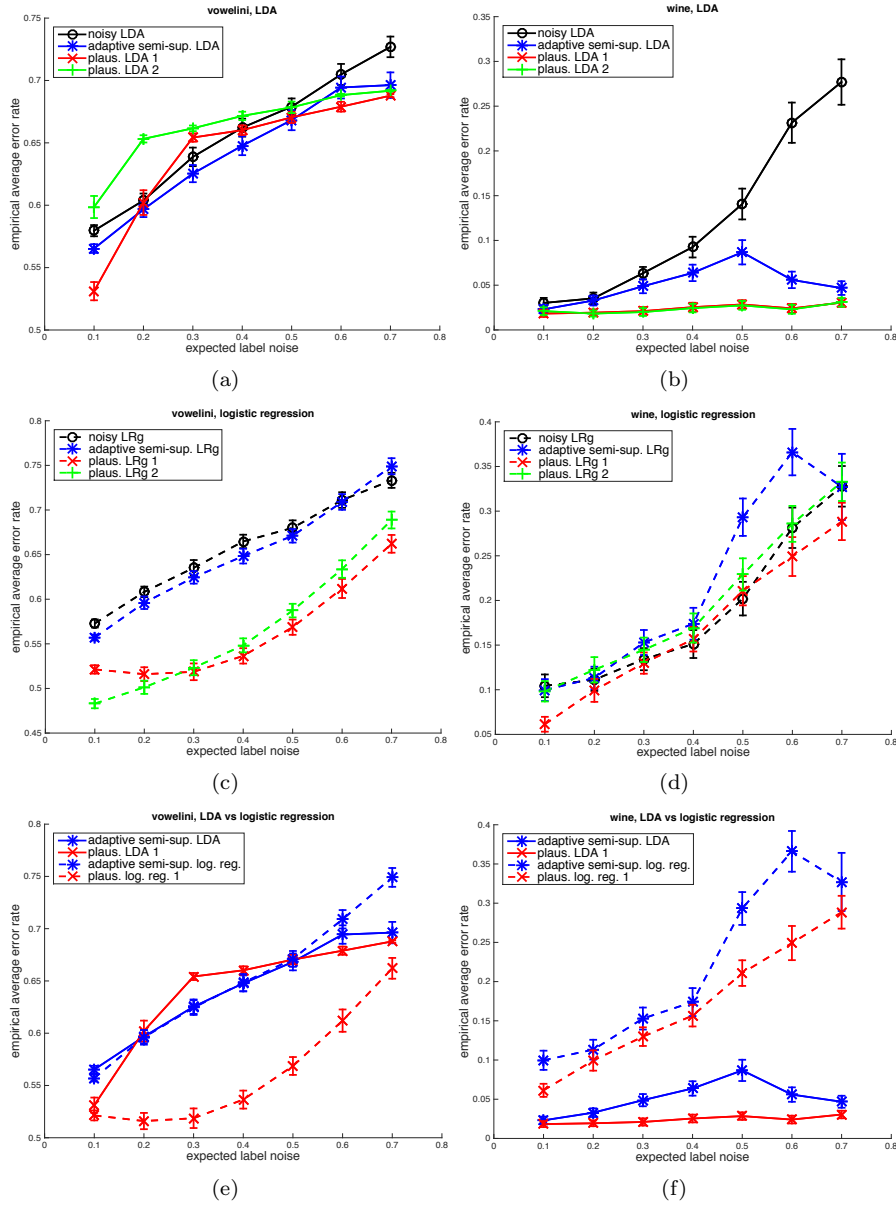 vowelini, LDA
noisy LDA
adaptive semi-sup. LDA
plaus. LDA 1
plaus. LDA 2
empirical average error rate
0.75
0.7
0.65
0.6
0.55
0.5
0 0.1 0.2 0.3 0.4 0.5 0.6 0.7 0.8
expected label noise
(a)
wine, LDA
noisy LDA
adaptive semi-sup. LDA
plaus. LDA 1
plaus. LDA 2
empirical average error rate
0.35
0.3
0.25
0.2
0.15
0.1
0.05
0
0 0.1 0.2 0.3 0.4 0.5 0.6 0.7 0.8
expected label noise
(b)
vowelini, logistic regression
noisy LRg
adaptive semi-sup. LRg
plaus. LRg 1
plaus. LRg 2
empirical average error rate
0.8
0.75
0.7
0.65
0.6
0.55
0.5
0.45
0 0.1 0.2 0.3 0.4 0.5 0.6 0.7 0.8
expected label noise
(c)
wine, logistic regression
noisy LRg
adaptive semi-sup. LRg
plaus. LRg 1
plaus. LRg 2
empirical average error rate
0.4
0.35
0.3
0.25
0.2
0.15
0.1
0.05
0 0.1 0.2 0.3 0.4 0.5 0.6 0.7 0.8
expected label noise
(d)
vowelini, LDA vs logistic regression
adaptive semi-sup. LDA
plaus. LDA 1
adaptive semi-sup. log. reg.
plaus. log. reg. 1
empirical average error rate
0.8
0.75
0.7
0.65
0.6
0.55
0.5
0 0.1 0.2 0.3 0.4 0.5 0.6 0.7 0.8
expected label noise
(e)
wine, LDA vs logistic regression
adaptive semi-sup. LDA
plaus. LDA 1
adaptive semi-sup. log. reg.
plaus. log. reg. 1
empirical average error rate
0.4
0.35
0.3
0.25
0.2
0.15
0.1
0.05
0
0 0.1 0.2 0.3 0.4 0.5 0.6 0.7 0.8
expected label noise
(f)